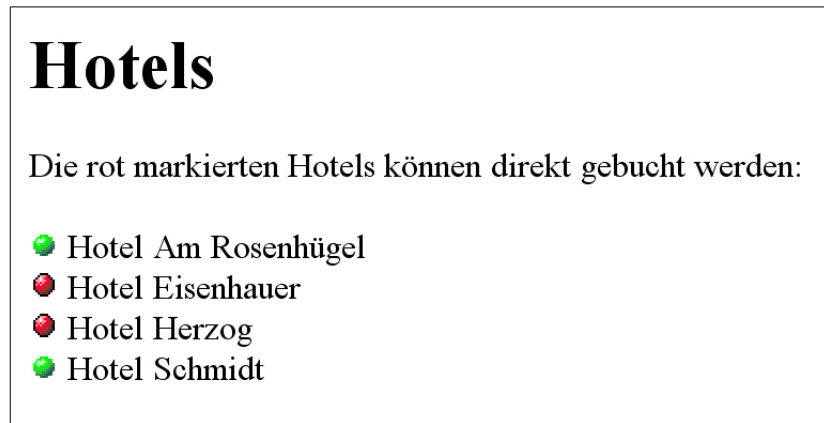 Hotels
Die rot markierten Hotels können direkt gebucht werden:
Hotel Am Rosenhügel
Hotel Eisenhauer
Hotel Herzog
Hotel Schmidt